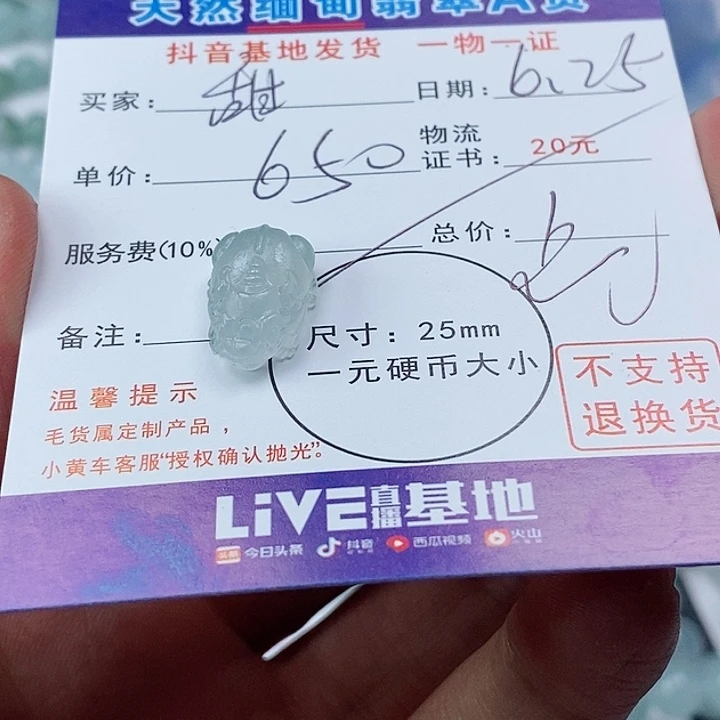 天然缅甸翡翠A货
抖音基地发货 一物一证
买家: 甜 日期: 6.25
单价: 650 物流证书: 20元
服务费(10% 总价:
备注:
尺寸: 25mm
一元硬币大小
不支持
退换货
温馨提示
毛货属定制产品,
小黄车客服“授权确认抛光”。
LiVE直播基地
头条 今日头条 抖音 西瓜视频 火山